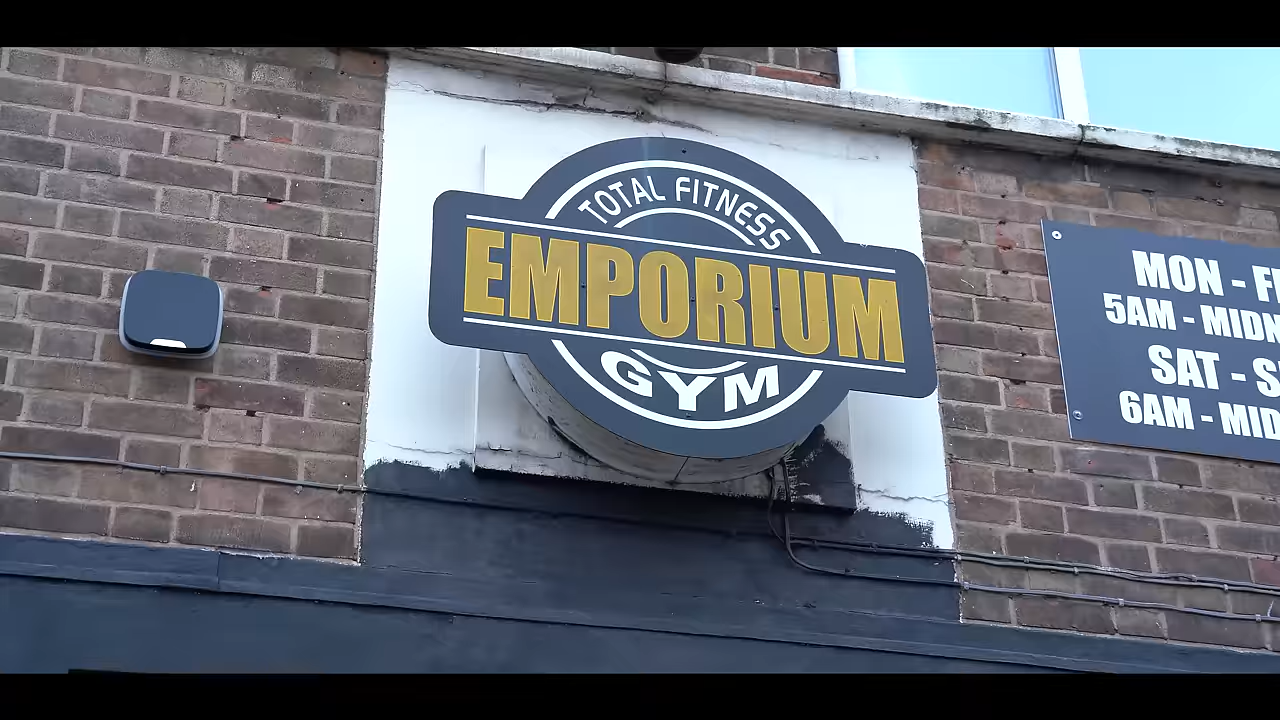 TOTAL FITNESS
EMPORIUM
GYM
MON - 
5AM - 
SAT - 
6AM -